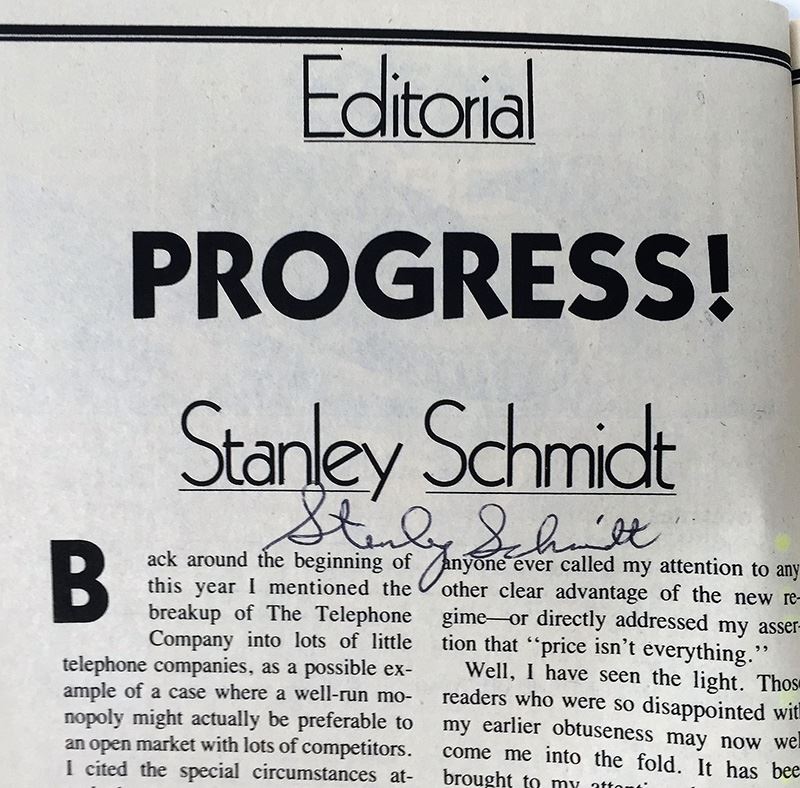 Editorial
PROGRESS!
Stanley Schmidt
Stanley Schmidt
Back around the beginning of
this year I mentioned the
breakup of The Telephone
Company into lots of little
telephone companies, as a possible ex-
ample of a case where a well-run mo-
nopoly might actually be preferable to
an open market with lots of competitors.
I cited the special circumstances at-
anyone ever called my attention to any
other clear advantage of the new re-
gime—or directly addressed my asser-
tion that “price isn’t everything.”
Well, I have seen the light. Those
readers who were so disappointed with
my earlier obtuseness may now wel
come me into the fold. It has been
brought to my